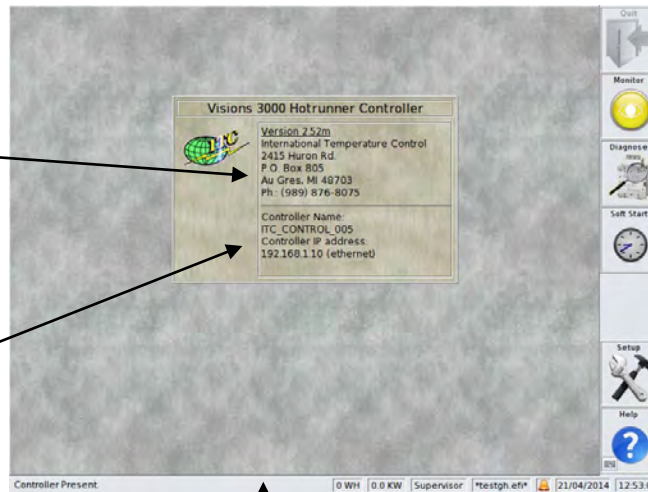 Quit
Visions 3000 Hotrunner Controller
ITC
Version 2.52m
International Temperature Control
2415 Huron Rd.
P.O. Box 805
Au Gres, MI 48703
Ph.: (989) 876-8075
Controller Name:
ITC_CONTROL_005
Controller IP address:
192.168.1.10 (ethernet)
Monitor
Diagnose
Soft Start
Setup
Help
Controller Present.
0 WH
0.0 KW
Supervisor
*testgh.efi*
21/04/2014